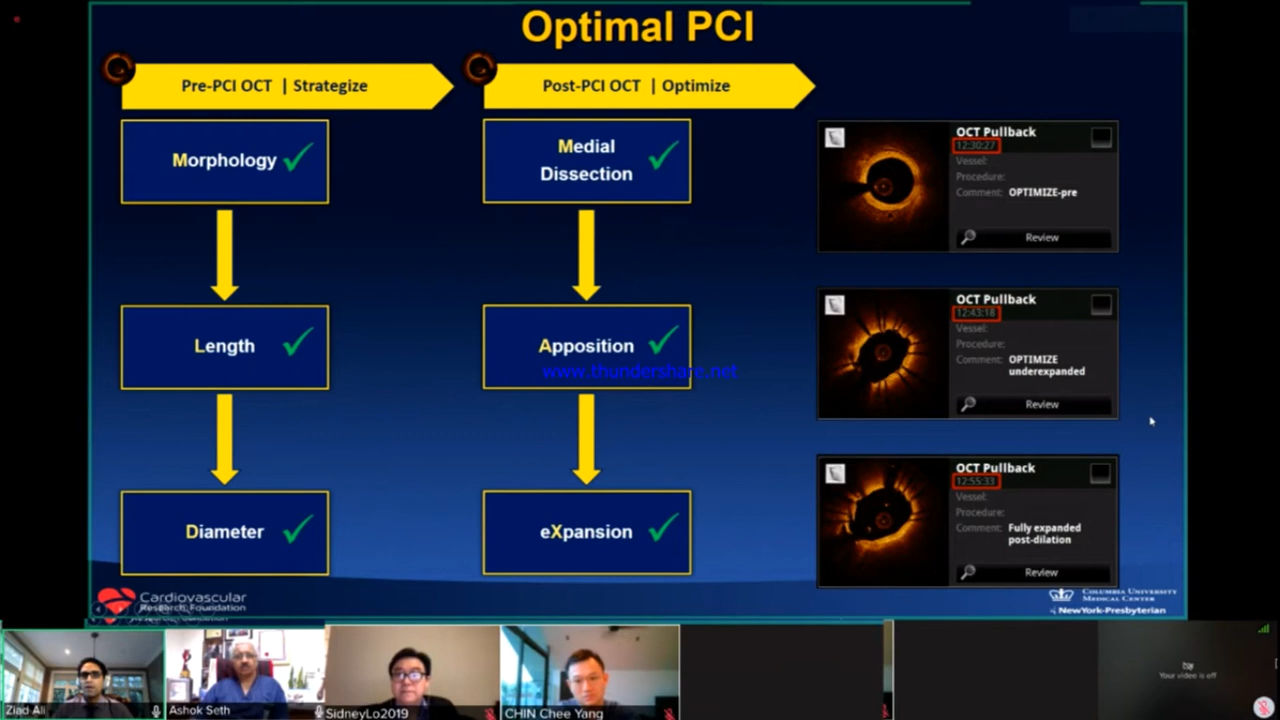 Optimal PCI
Pre-PCI OCT | Strategize
Post-PCI OCT | Optimize
Morphology
Length
Diameter
Medial
Dissection
Apposition
www.thundershare.net
eXpansion
OCT Pullback
12:30:27
Vessel:
Procedure:
Comment: OPTIMIZE-pre
Review
OCT Pullback
12:43:18
Vessel:
Procedure:
Comment: OPTIMIZE
underexpanded
Review
OCT Pullback
12:55:33
Vessel:
Procedure:
Comment: Fully expanded
post-dilation
Review
Cardiovascular
Research Foundation
Research Foundation
COLUMBIA UNIVERSITY
MEDICAL CENTER
NewYork-Presbyterian
Ziad Ali
Ashok Seth
SidneyLo2019
CHIN Chee Yang
Your video is off